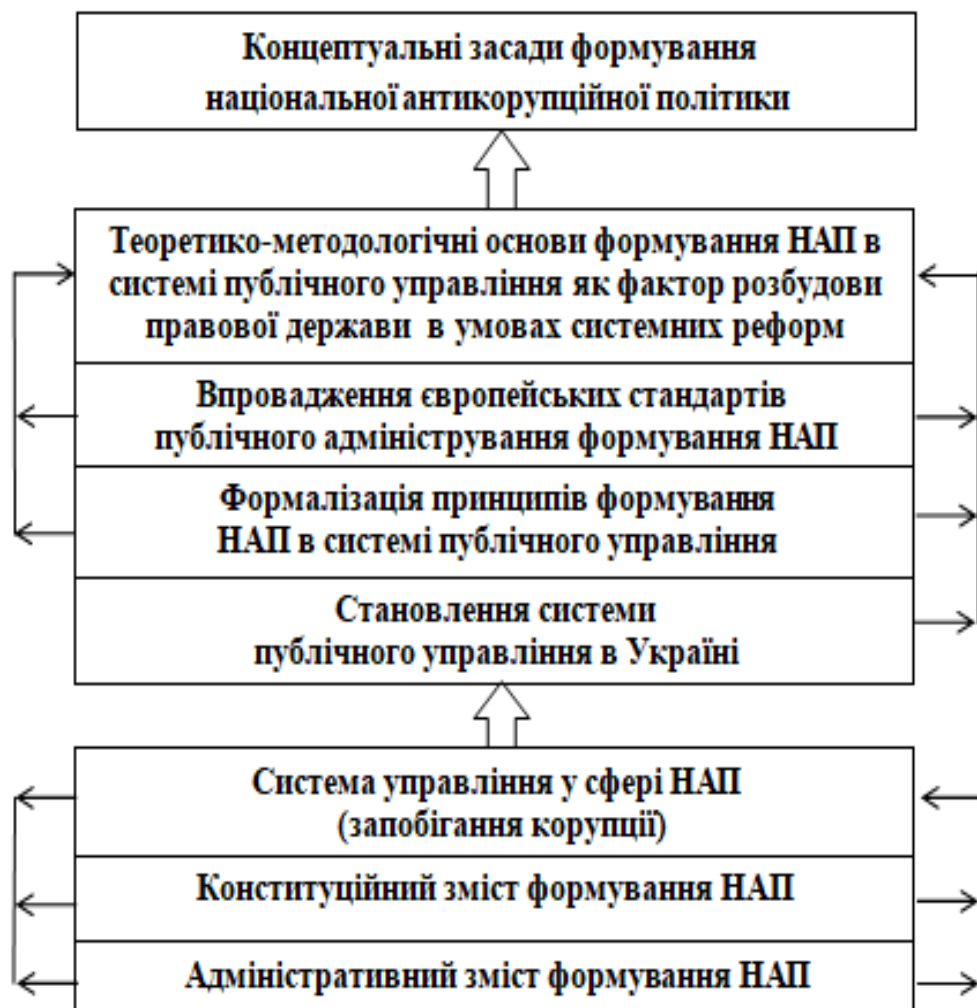 Концептуальні засади формування
національної антикорупційної політики
Теоретико-методологічні основи формування НАП в
системі публічного управління як фактор розбудови
правової держави в умовах системних реформ
Впровадження європейських стандартів
публічного адміністрування формування НАП
Формалізація принципів формування
НАП в системі публічного управління
Становлення системи
публічного управління в Україні
Система управління у сфері НАП
(запобігання корупції)
Конституційний зміст формування НАП
Адміністративний зміст формування НАП